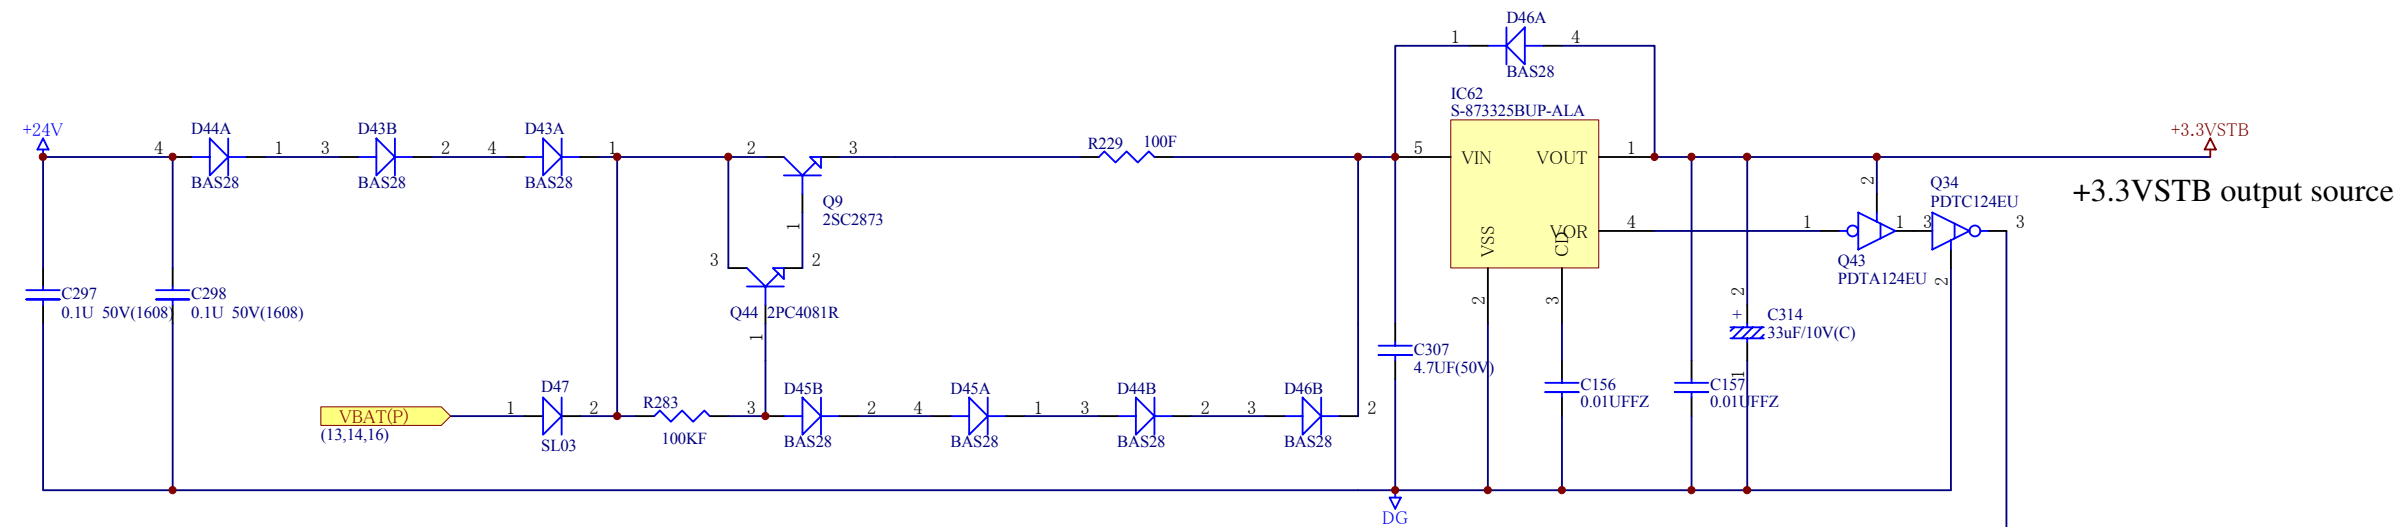 D46A
1
4
BAS28
IC62
S-873325BUP-ALA
+24V
D44A
D43B
D43A
R229
100F
+3.3VSTB
4
1
3
2
4
1
2
3
5
VIN
VOUT
1
BAS28
BAS28
BAS28
Q9
2SC2873
1
Q34
PDTC124EU
+3.3VSTB output source
2
3
2
VSS
CD
VOR
4
1
1
3
3
Q43
PDTA124EU
2
C297
0.1U 50V(1608)
C298
0.1U 50V(1608)
Q44
2PC4081R
1
2
3
2
+
C314
33uF/10V(C)
1
C307
4.7UF(50V)
C156
0.01UFFZ
C157
0.01UFFZ
D47
R283
D45B
D45A
D44B
D46B
VBAT(P)
1
2
3
2
4
1
3
2
3
2
(13,14,16)
SL03
100KF
BAS28
BAS28
BAS28
BAS28
DG